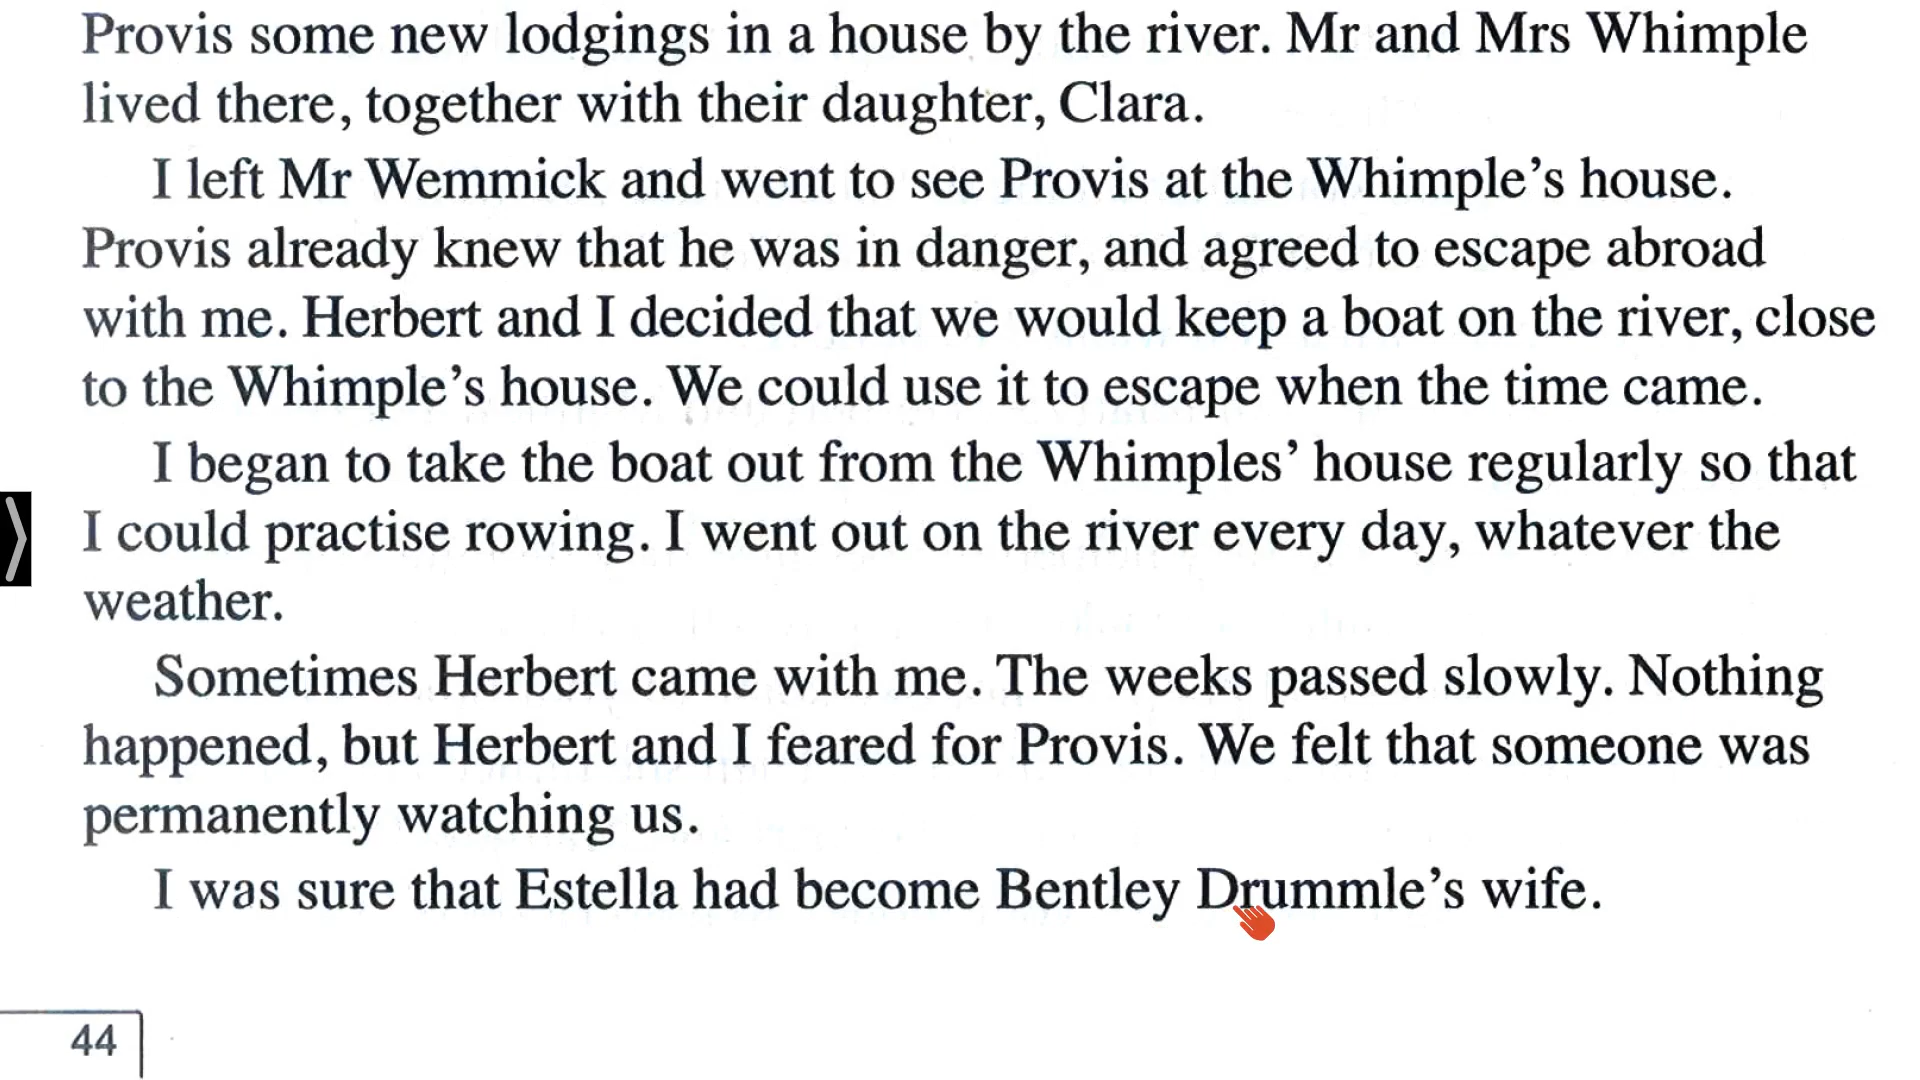 Provis some new lodgings in a house by the river. Mr and Mrs Whimple
lived there, together with their daughter, Clara.
I left Mr Wemmick and went to see Provis at the Whimple’s house.
Provis already knew that he was in danger, and agreed to escape abroad
with me. Herbert and I decided that we would keep a boat on the river, close
to the Whimple’s house. We could use it to escape when the time came.
I began to take the boat out from the Whimples’ house regularly so that
I could practise rowing. I went out on the river every day, whatever the
weather.
Sometimes Herbert came with me. The weeks passed slowly. Nothing
happened, but Herbert and I feared for Provis. We felt that someone was
permanently watching us.
I was sure that Estella had become Bentley Drummle’s wife.
44